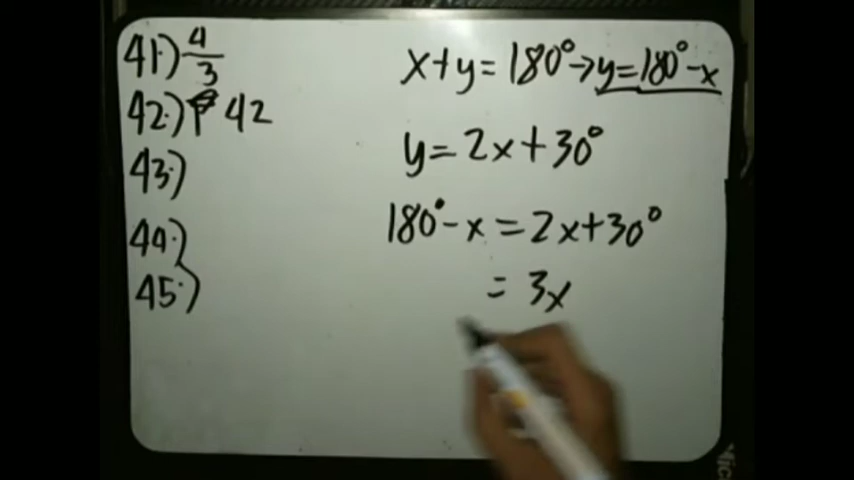 41.) 4/3
42.) 42
43.)
44.)
45.)
x+y=180°→y=180°-x
y=2x+30°
180°-x=2x+30°
=3x